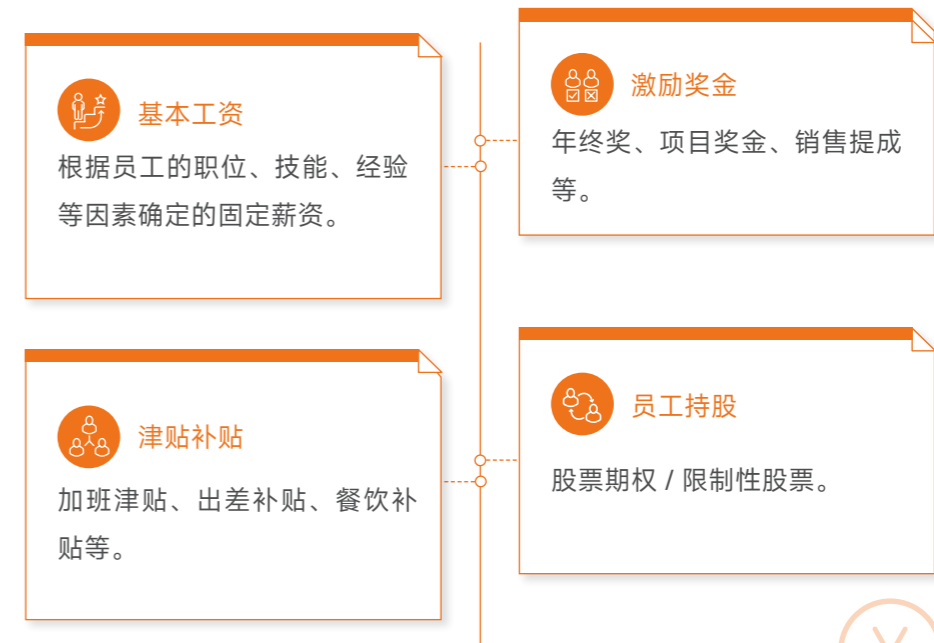 基本工资
根据员工的职位、技能、经验
等因素确定的固定薪资。
激励奖金
年终奖、项目奖金、销售提成
等。
津贴补贴
加班津贴、出差补贴、餐饮补
贴等。
员工持股
股票期权 / 限制性股票。